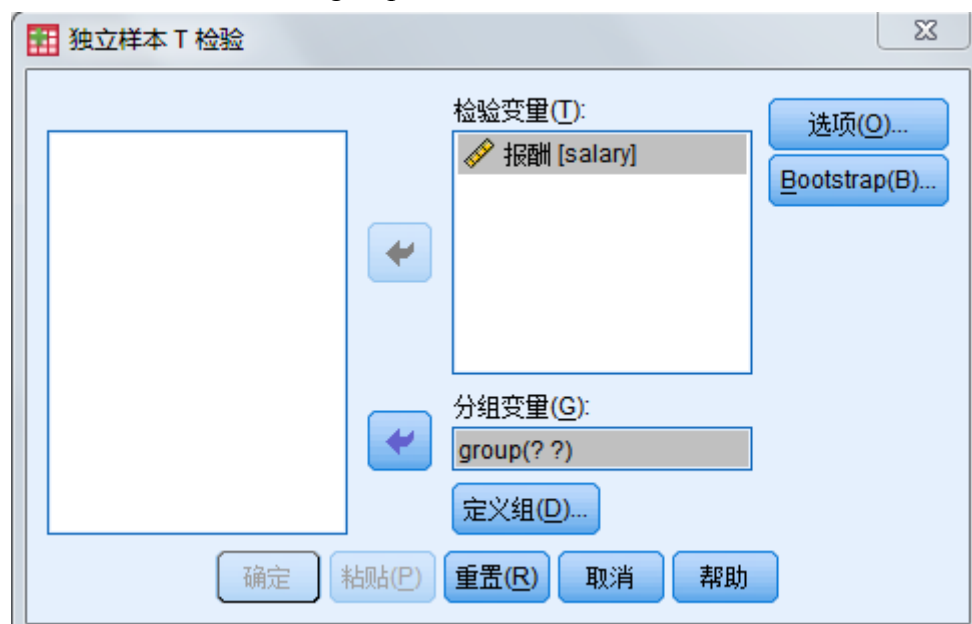 独立样本 T 检验
检验变量(T):
报酬 [salary]
选项(O)...
Bootstrap(B)...
分组变量(G):
group(? ?)
定义组(D)...
确定
粘贴(P)
重置(R)
取消
帮助